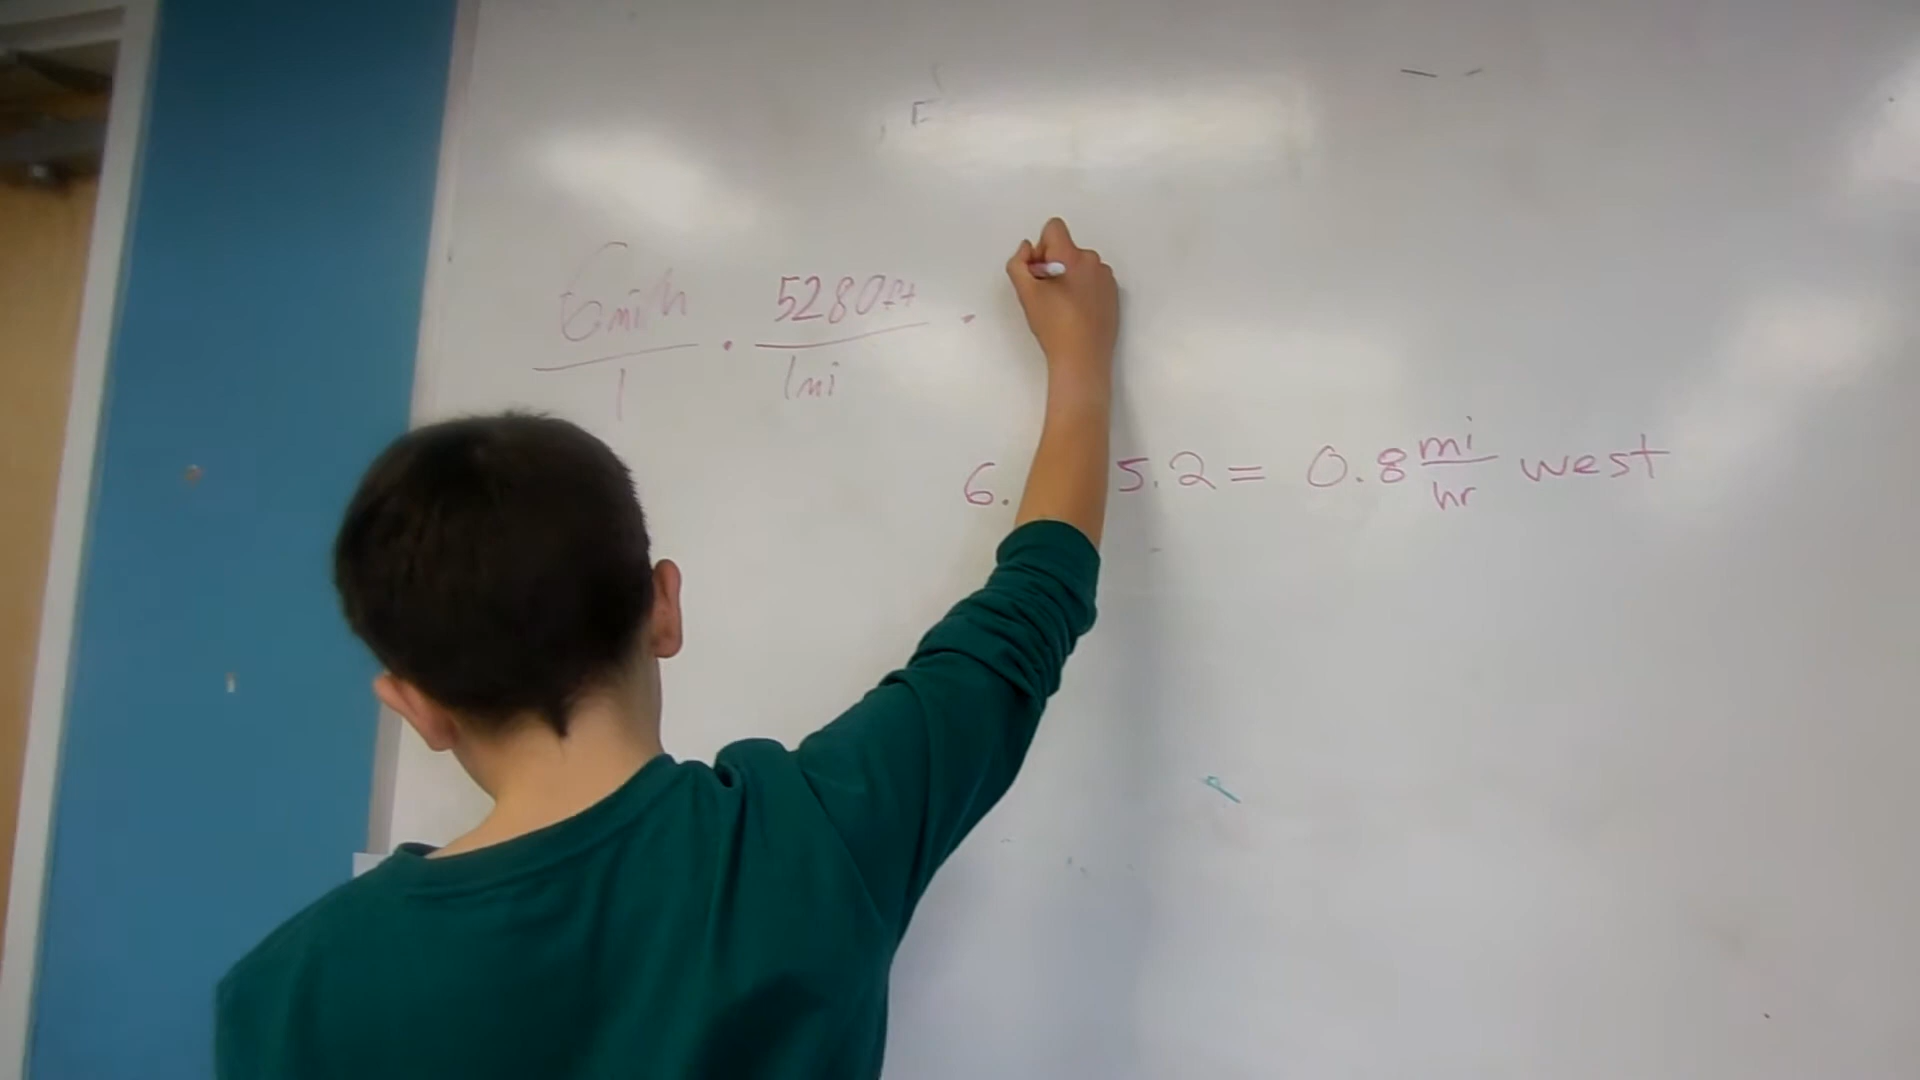 6mi h · 5280ft ·
1 1mi
6. 5.2 = 0.8 mi
hr west